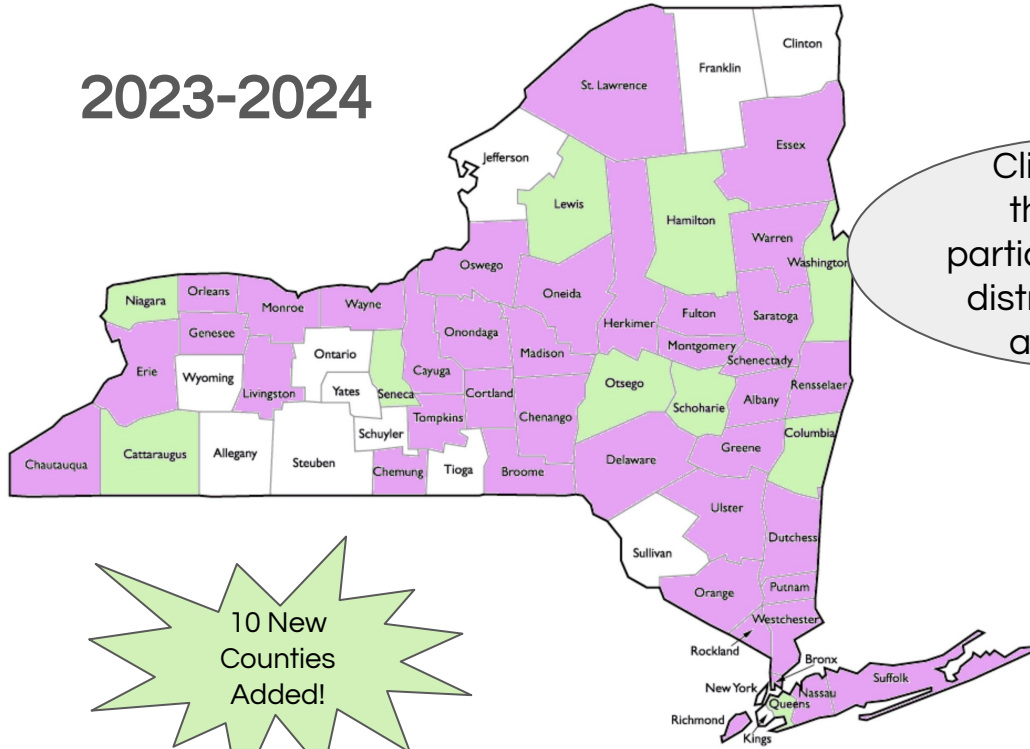 2023-2024
Clinton
Franklin
St. Lawrence
Essex
Jefferson
Lewis
Hamilton
Warren
Washington
Oswego
Oneida
Herkimer
Fulton
Saratoga
Montgomery
Schenectady
Niagara
Orleans
Monroe
Wayne
Genesee
Onondaga
Madison
Ontario
Cayuga
Erie
Wyoming
Livingston
Yates
Seneca
Cortland
Otsego
Schoharie
Albany
Rensselaer
Tompkins
Chenango
Schuyler
Columbia
Greene
Chautauqua
Cattaraugus
Allegany
Steuben
Chemung
Tioga
Broome
Delaware
Ulster
Dutchess
Sullivan
Orange
Putnam
Westchester
Rockland
Bronx
New York
Queens
Nassau
Suffolk
Richmond
Kings
10 New
Counties
Added!